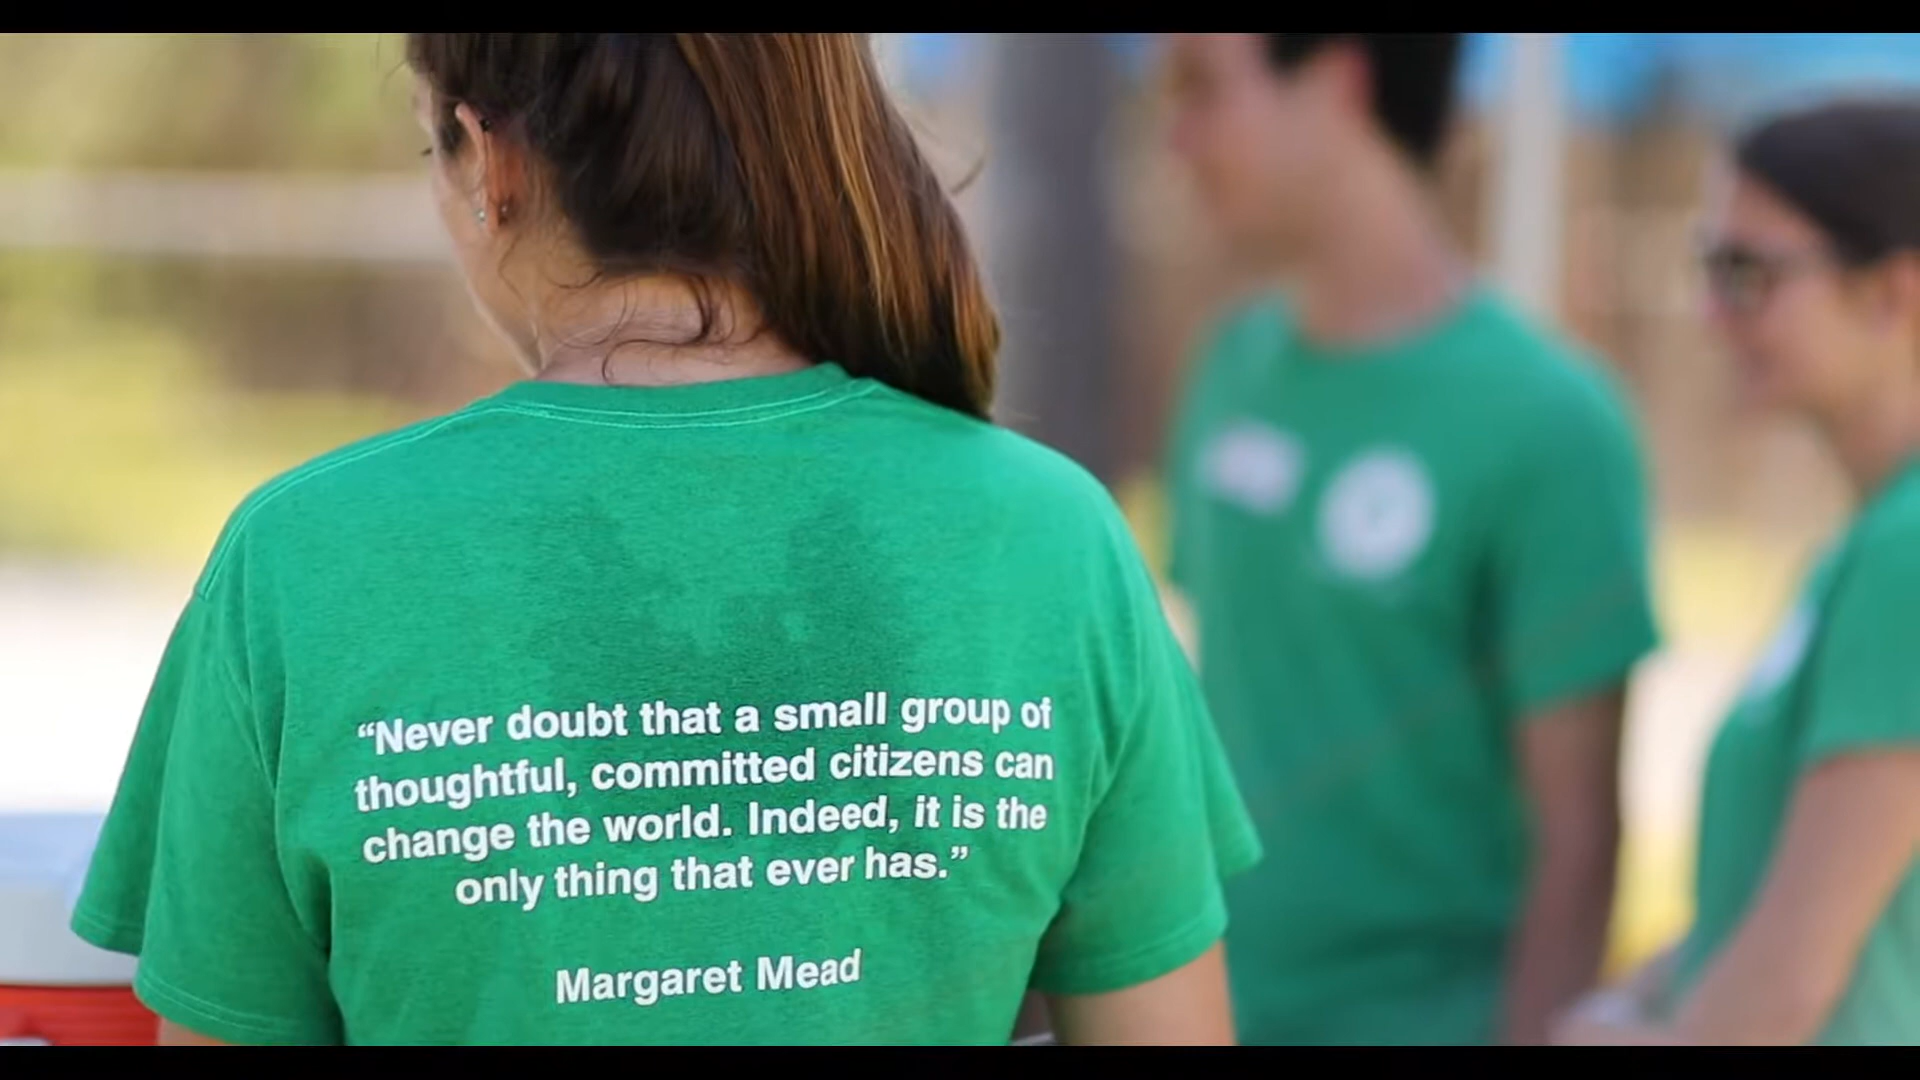 “Never doubt that a small group of
thoughtful, committed citizens can
change the world. Indeed, it is the
only thing that ever has.”
Margaret Mead